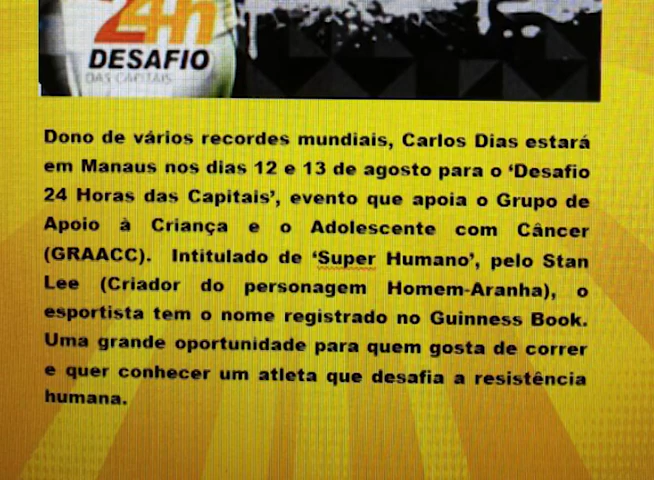 24h
DESAFIO
DAS CAPITAIS
Dono de vários recordes mundiais, Carlos Dias estará
em Manaus nos dias 12 e 13 de agosto para o ‘Desafio
24 Horas das Capitais’, evento que apoia o Grupo de
Apoio à Criança e o Adolescente com Câncer
(GRAACC). Intitulado de ‘Super Humano’, pelo Stan
Lee (Criador do personagem Homem-Aranha), o
esportista tem o nome registrado no Guinness Book.
Uma grande oportunidade para quem gosta de correr
e quer conhecer um atleta que desafia a resistência
humana.